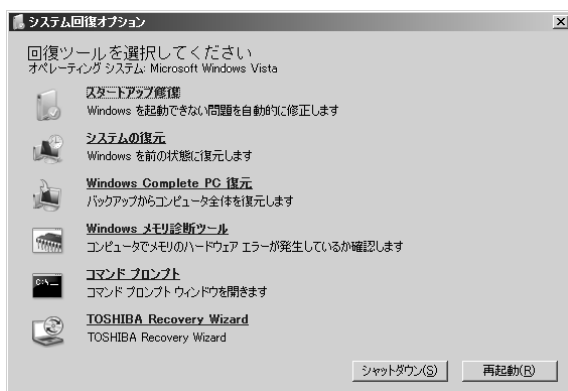 システム回復オプション
回復ツールを選択してください
オペレーティング システム: Microsoft Windows Vista
スタートアップ修復
Windows を起動できない問題を自動的に修正します
システムの復元
Windows を前の状態に復元します
Windows Complete PC 復元
バックアップからコンピュータ全体を復元します
Windows メモリ診断ツール
コンピュータでメモリのハードウェア エラーが発生しているか確認します
コマンド プロンプト
コマンド プロンプト ウィンドウを開きます
TOSHIBA Recovery Wizard
TOSHIBA Recovery Wizard
シャットダウン(S)
再起動(R)